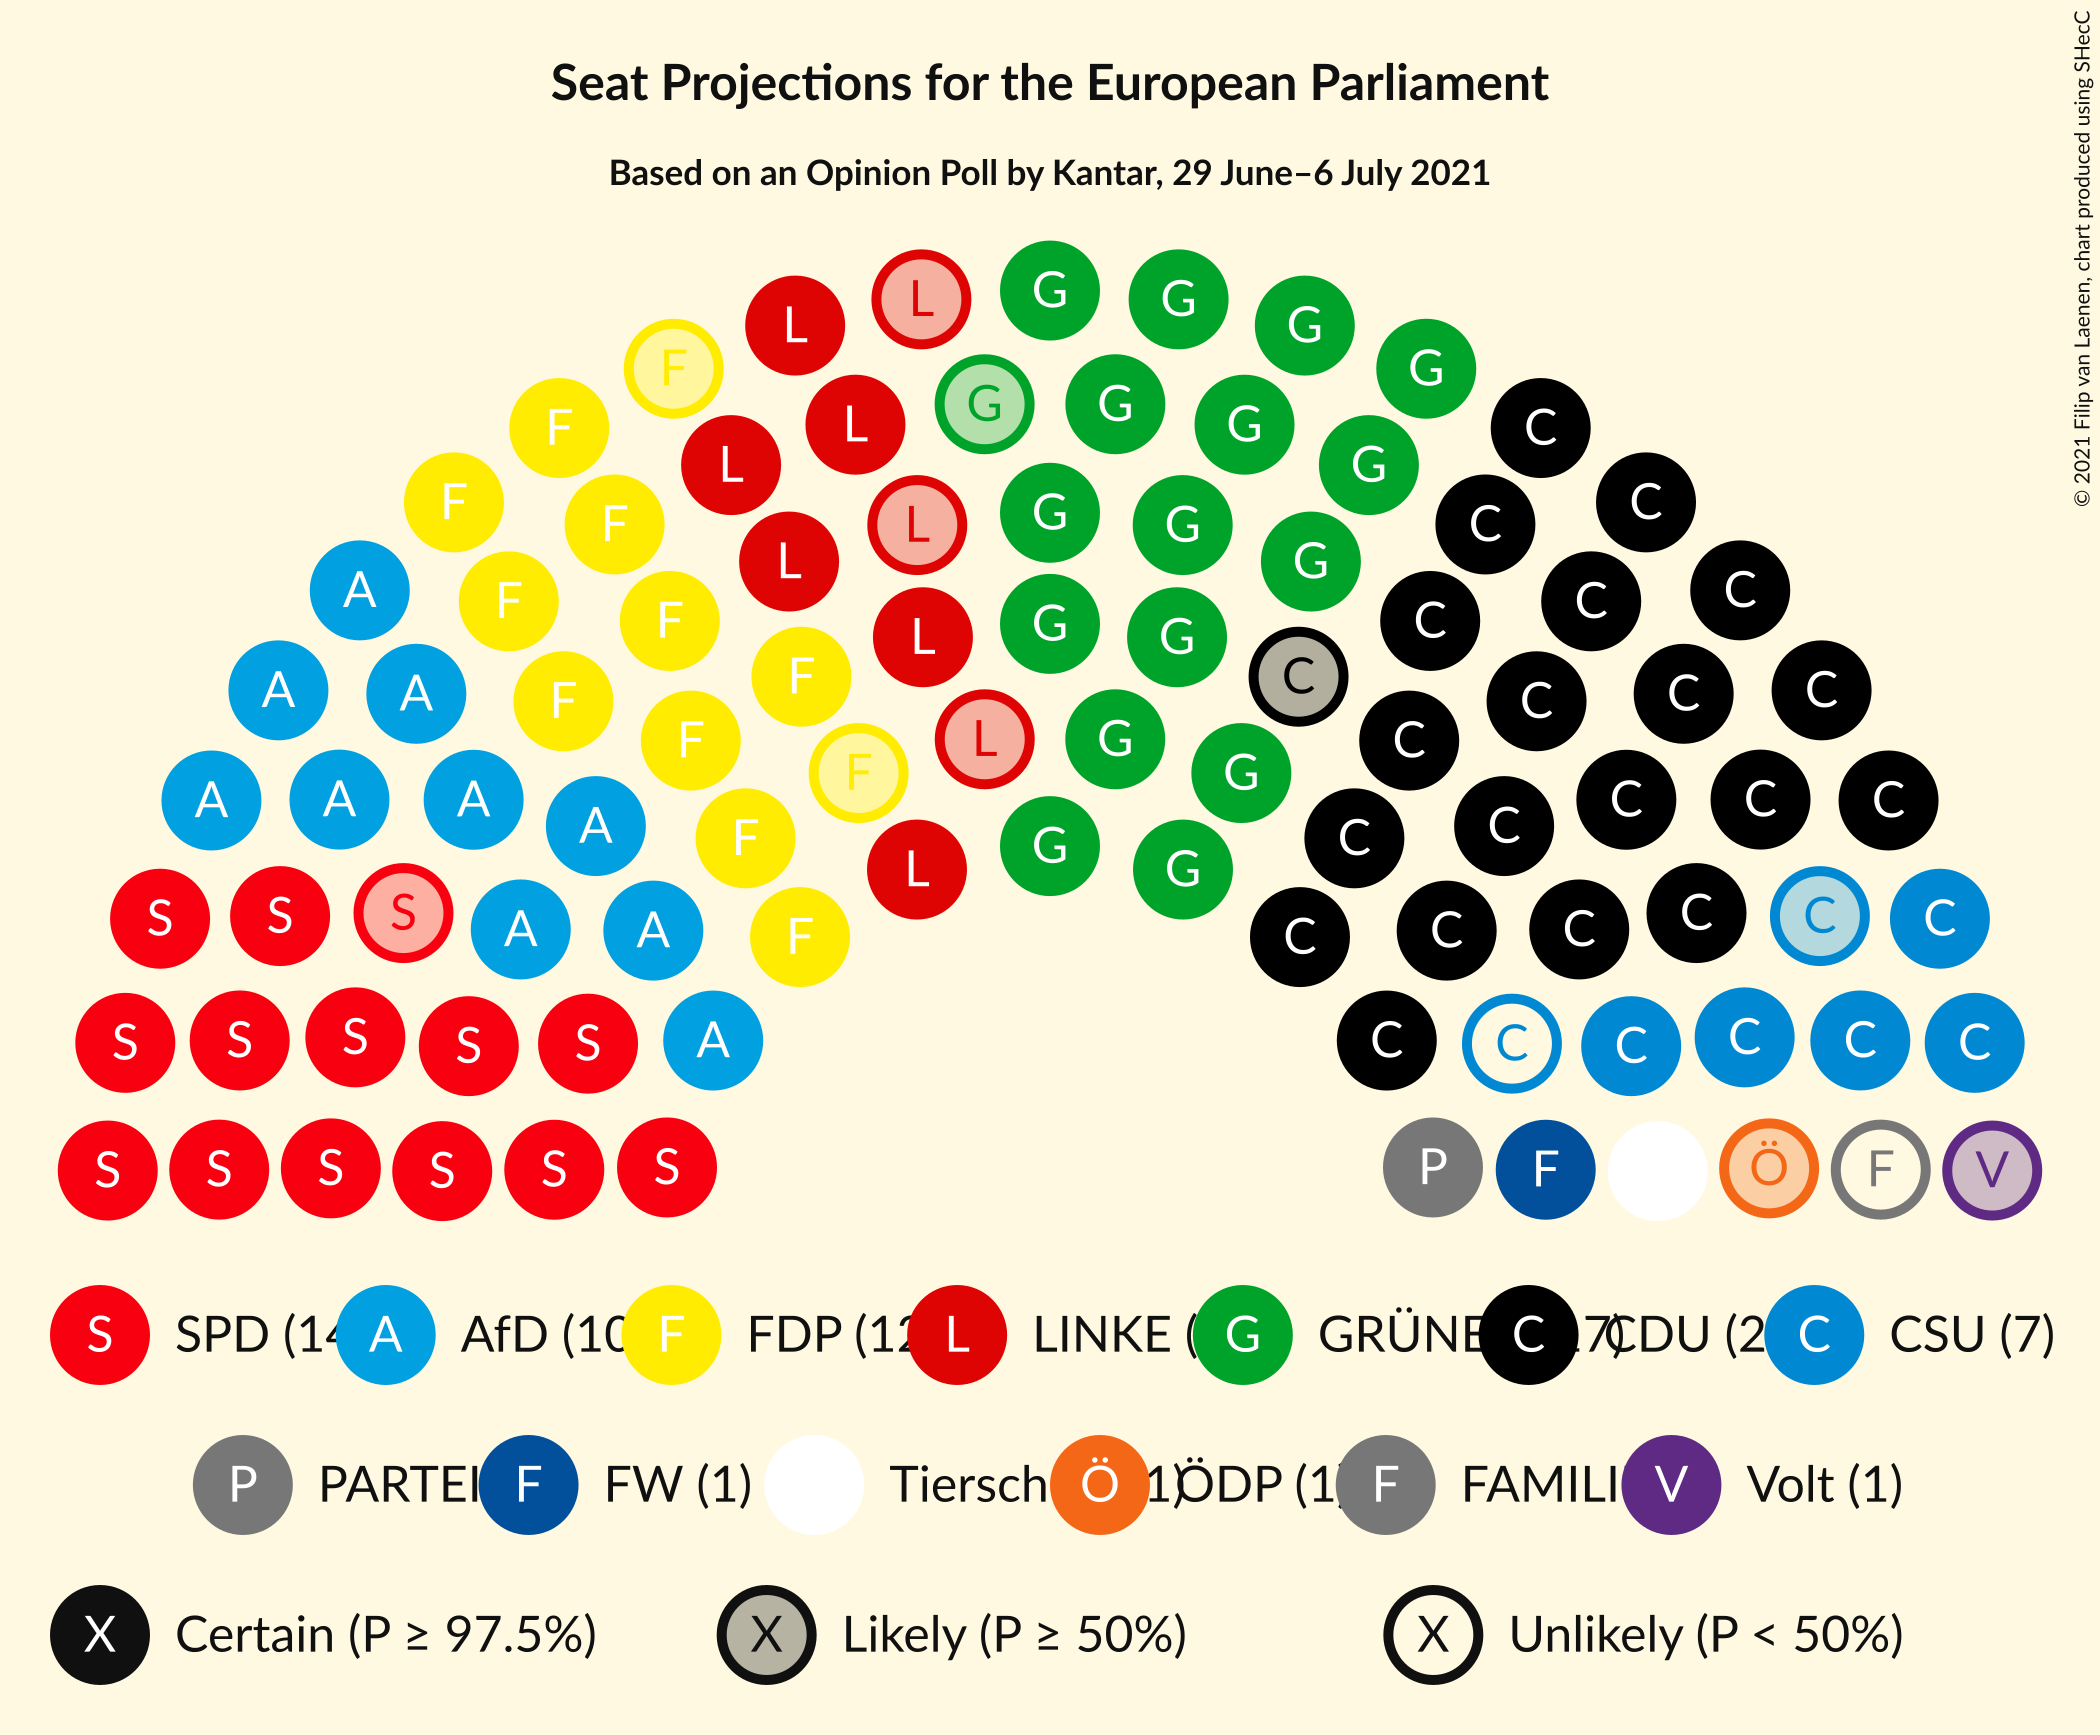 Seat Projections for the European Parliament
Based on an Opinion Poll by Kantar, 29 June–6 July 2021
© 2021 Filip van Laenen, chart produced using SHecC
L G G G
L G
F G G G C
F L G C
F F L L G G C C
A F F L G G G C C C
A A F F L G G C C C C C
A A A A F F F L G G C C C C C C
S S S A A F F L G G C C C C C C C
S S S S S A C C C C C C
S S S S S S P F Ö F V
S SPD (14 A AfD (10 F FDP (12 L LINKE ( G GRÜNE C 7) CDU (2 C CSU (7)
P PARTEI F FW (1) Tiersch Ö 1) ÖDP (1 F FAMILI V Volt (1)
X Certain (P ≥ 97.5%) X Likely (P ≥ 50%) X Unlikely (P < 50%)